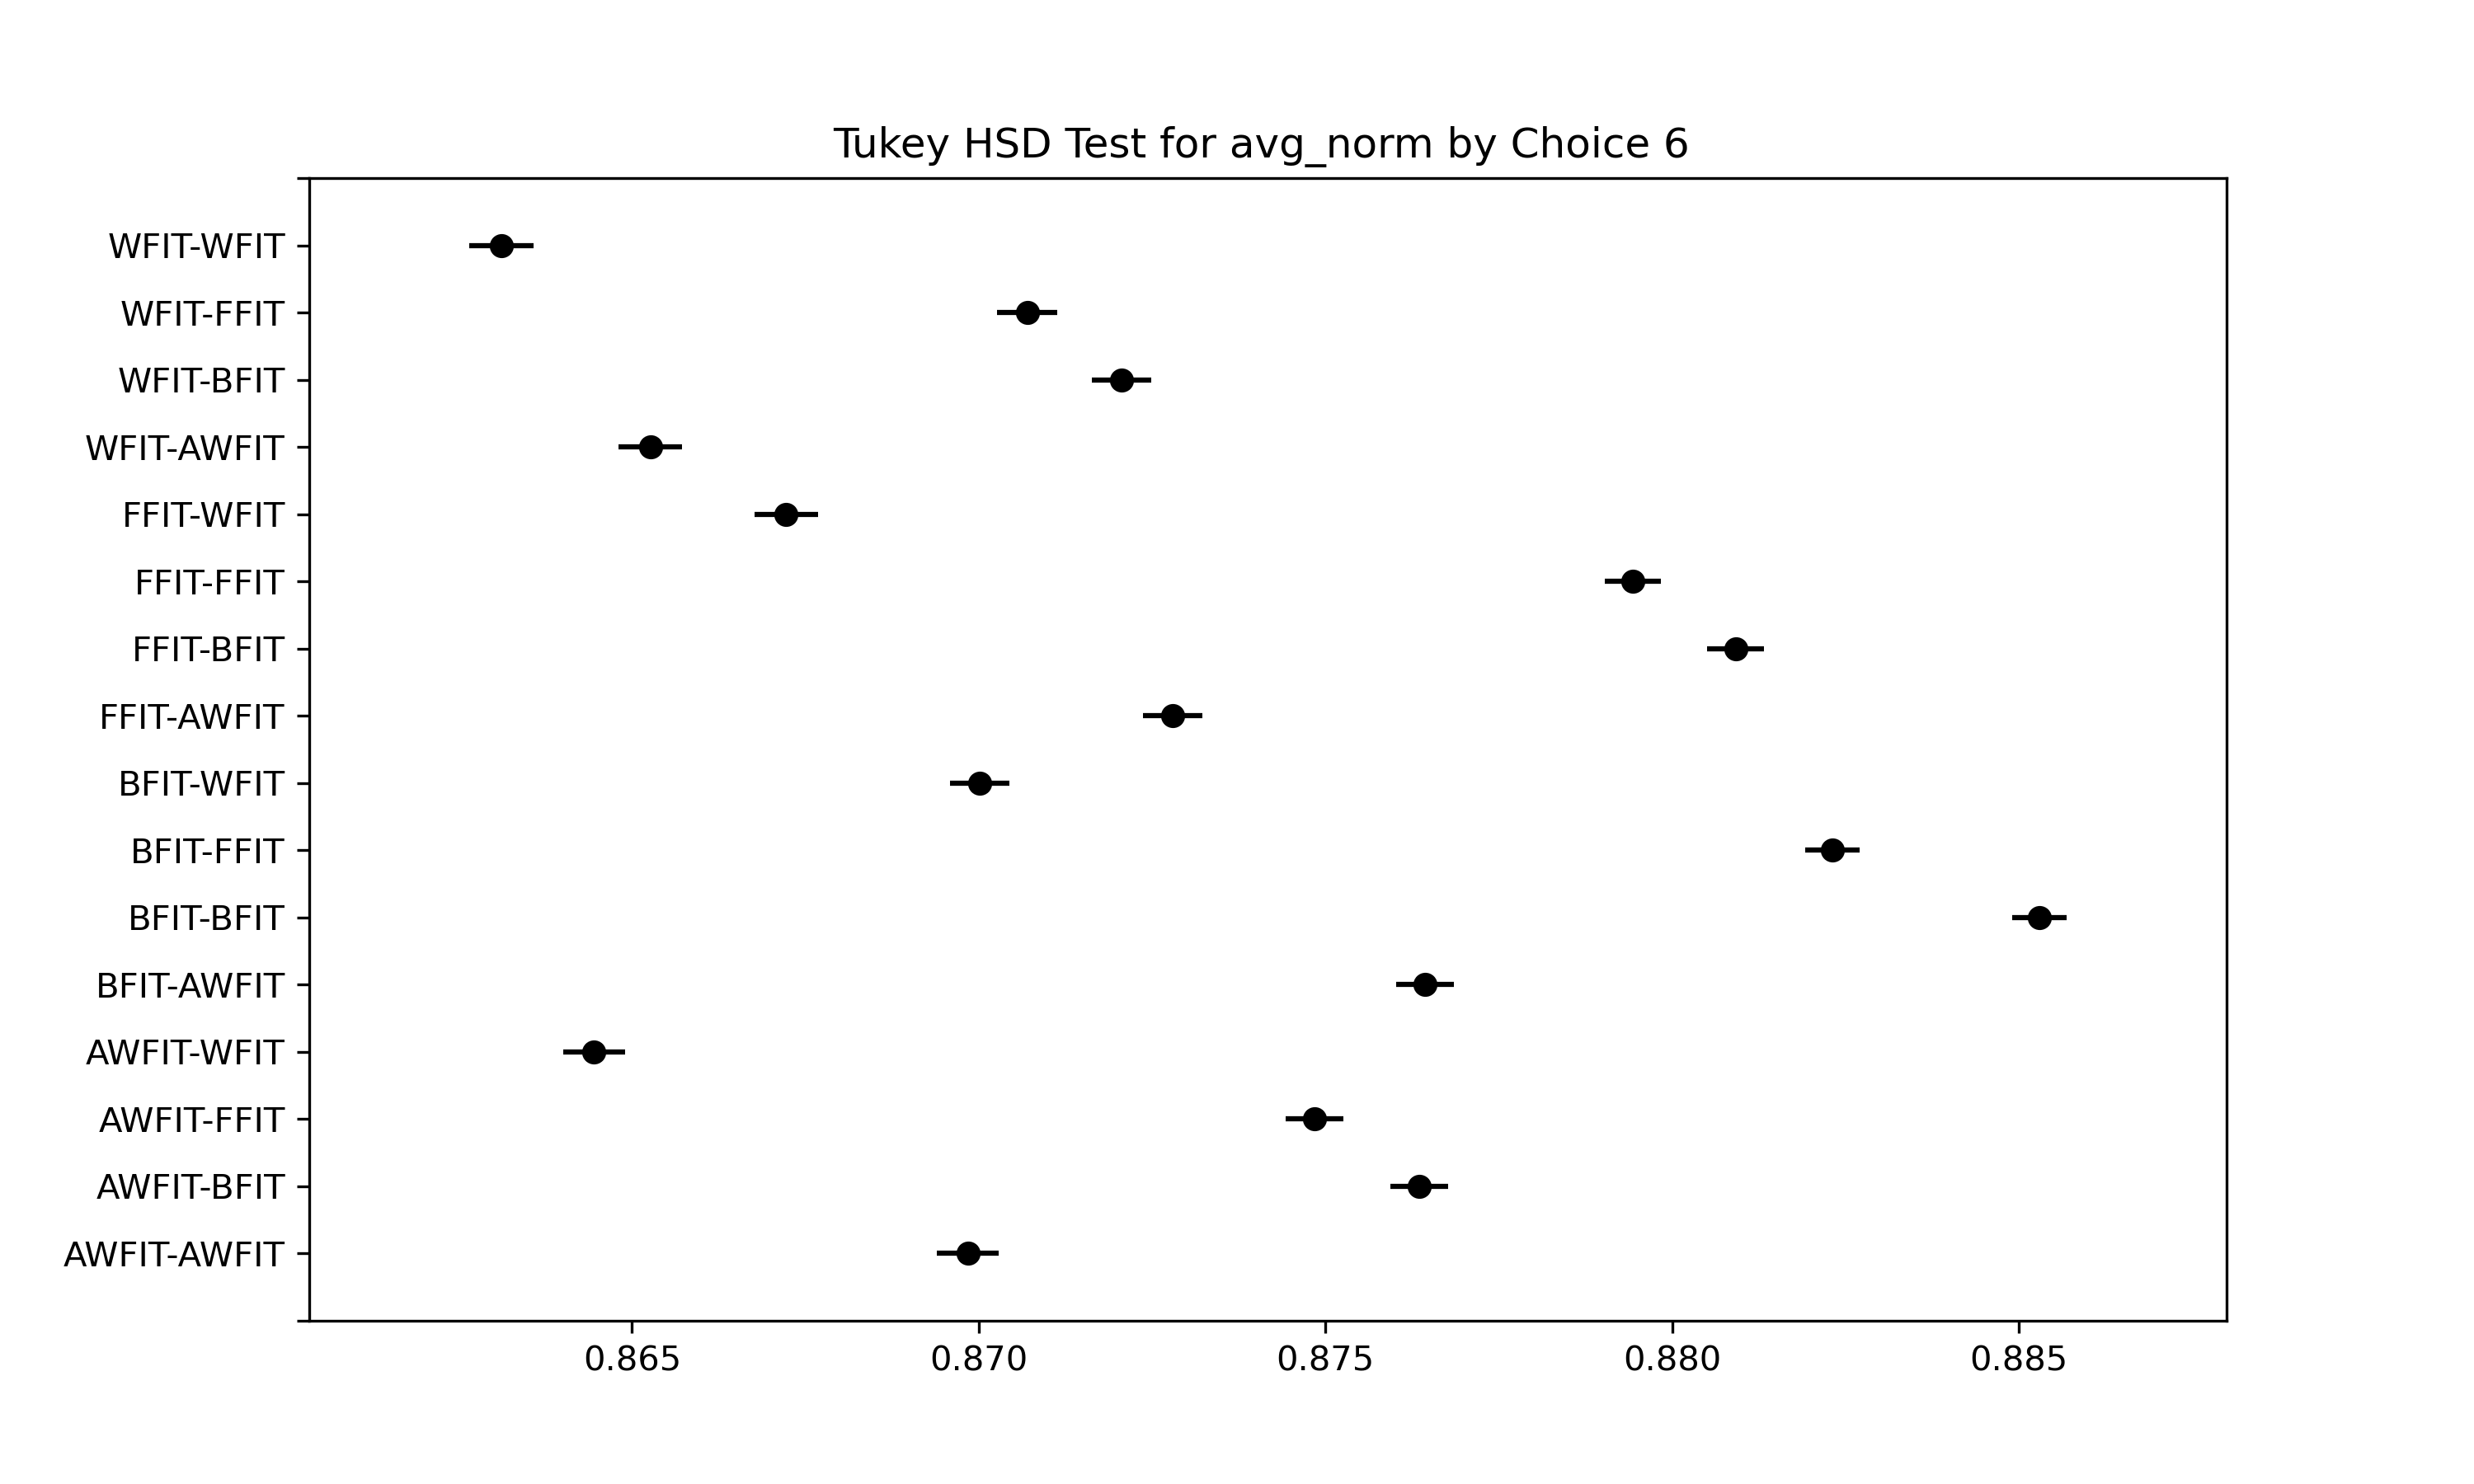 Tukey HSD Test for avg_norm by Choice 6
WFIT-WFIT
WFIT-FFIT
WFIT-BFIT
WFIT-AWFIT
FFIT-WFIT
FFIT-FFIT
FFIT-BFIT
FFIT-AWFIT
BFIT-WFIT
BFIT-FFIT
BFIT-BFIT
BFIT-AWFIT
AWFIT-WFIT
AWFIT-FFIT
AWFIT-BFIT
AWFIT-AWFIT
0.865 0.870 0.875 0.880 0.885